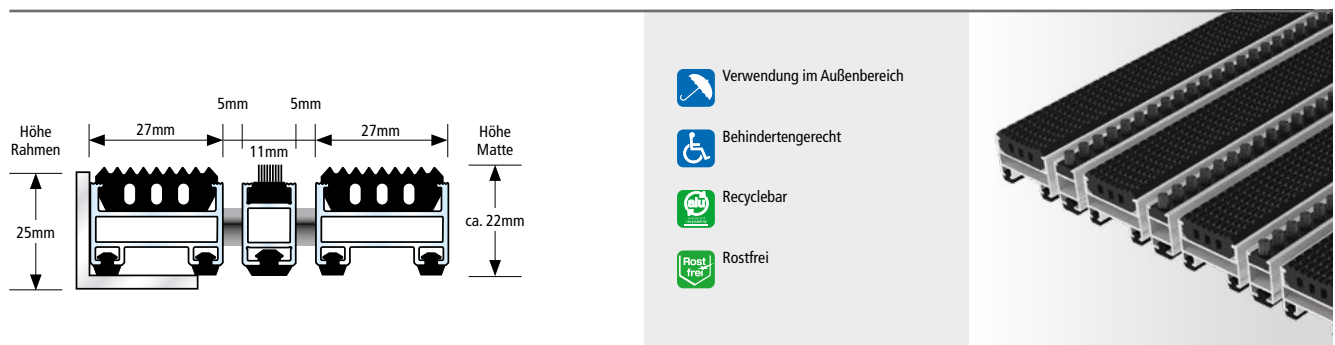 5mm
5mm
Höhe
Rahmen
27mm
27mm
Höhe
Matte
11mm
25mm
ca. 22mm
Verwendung im Außenbereich
Behindertengerecht
alu
Recyclebar
Rost
frei
Rostfrei